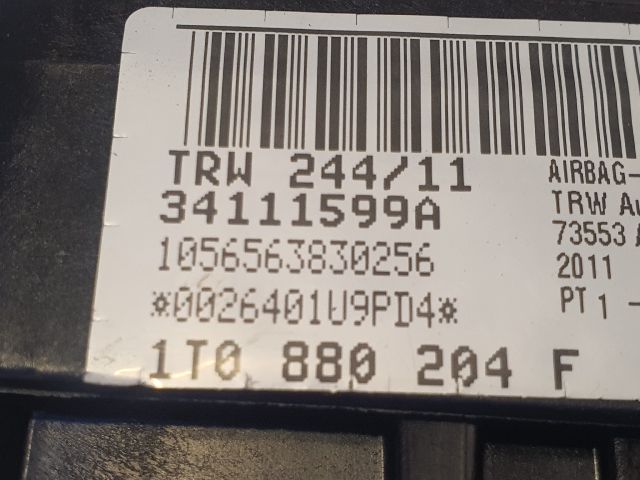 TRW 244/11
34111599A
1056563830256
*0026401U9PD4*
1T0 880 204 F
AIRBAG-
TRW
73553
2011
PT 1 -